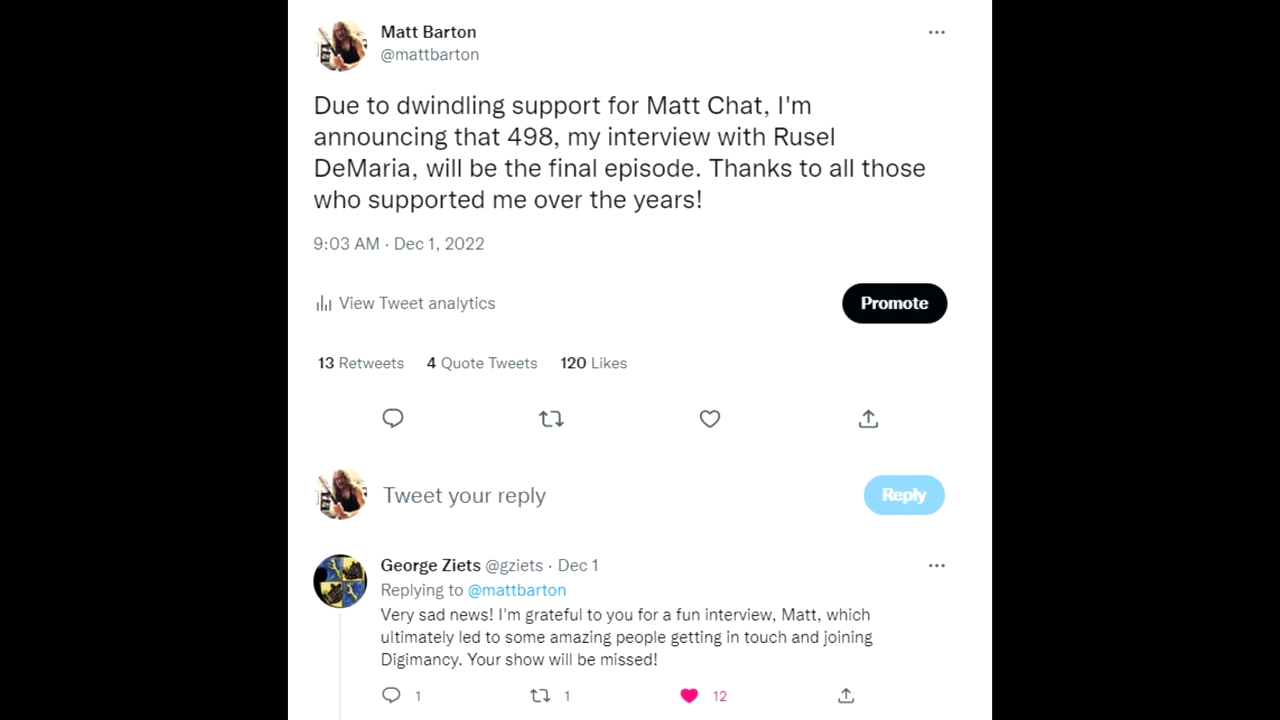 Matt Barton
@mattbarton
Due to dwindling support for Matt Chat, I'm
announcing that 498, my interview with Rusel
DeMaria, will be the final episode. Thanks to all those
who supported me over the years!
9:03 AM · Dec 1, 2022
View Tweet analytics
Promote
13 Retweets 4 Quote Tweets 120 Likes
Tweet your reply
Reply
George Ziets @gziets · Dec 1
Replying to @mattbarton
Very sad news! I'm grateful to you for a fun interview, Matt, which
ultimately led to some amazing people getting in touch and joining
Digimancy. Your show will be missed!
1 1 12